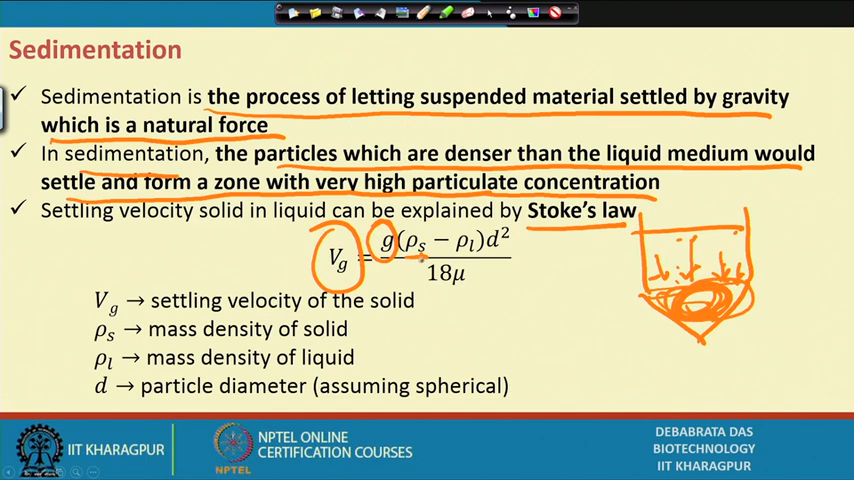 Sedimentation
✓ Sedimentation is the process of letting suspended material settled by gravity
which is a natural force
✓ In sedimentation, the particles which are denser than the liquid medium would
settle and form a zone with very high particulate concentration
✓ Settling velocity solid in liquid can be explained by Stoke's law
V_g = g(ρ_s − ρ_l)d² / 18μ
V_g → settling velocity of the solid
ρ_s → mass density of solid
ρ_l → mass density of liquid
d → particle diameter (assuming spherical)
IIT KHARAGPUR
NPTEL
NPTEL ONLINE
CERTIFICATION COURSES
DEBABRATA DAS
BIOTECHNOLOGY
IIT KHARAGPUR